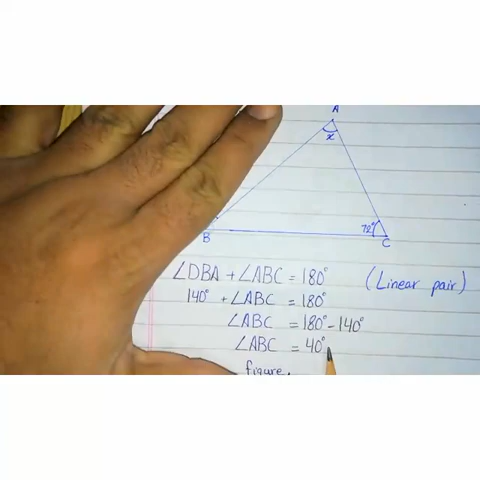 A
x
72°
B
C
∠DBA + ∠ABC = 180° (Linear pair)
140° + ∠ABC = 180°
∠ABC = 180° - 140°
∠ABC = 40°
figure.